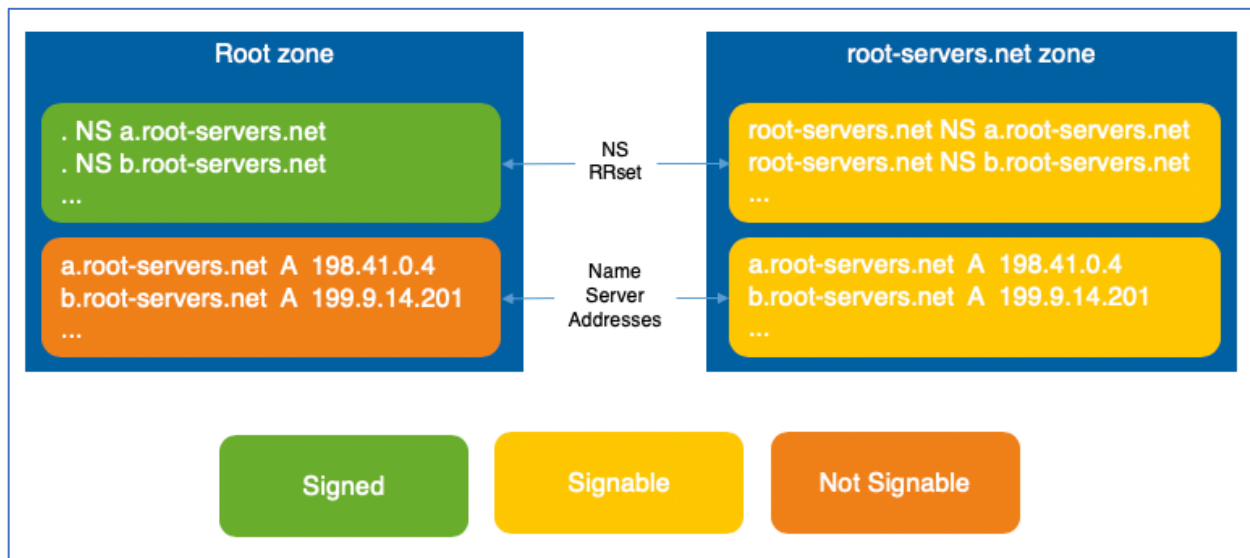 Root zone
. NS a.root-servers.net
. NS b.root-servers.net
...
a.root-servers.net A 198.41.0.4
b.root-servers.net A 199.9.14.201
...
NS
RRset
Name
Server
Addresses
root-servers.net zone
root-servers.net NS a.root-servers.net
root-servers.net NS b.root-servers.net
...
a.root-servers.net A 198.41.0.4
b.root-servers.net A 199.9.14.201
...
Signed
Signable
Not Signable